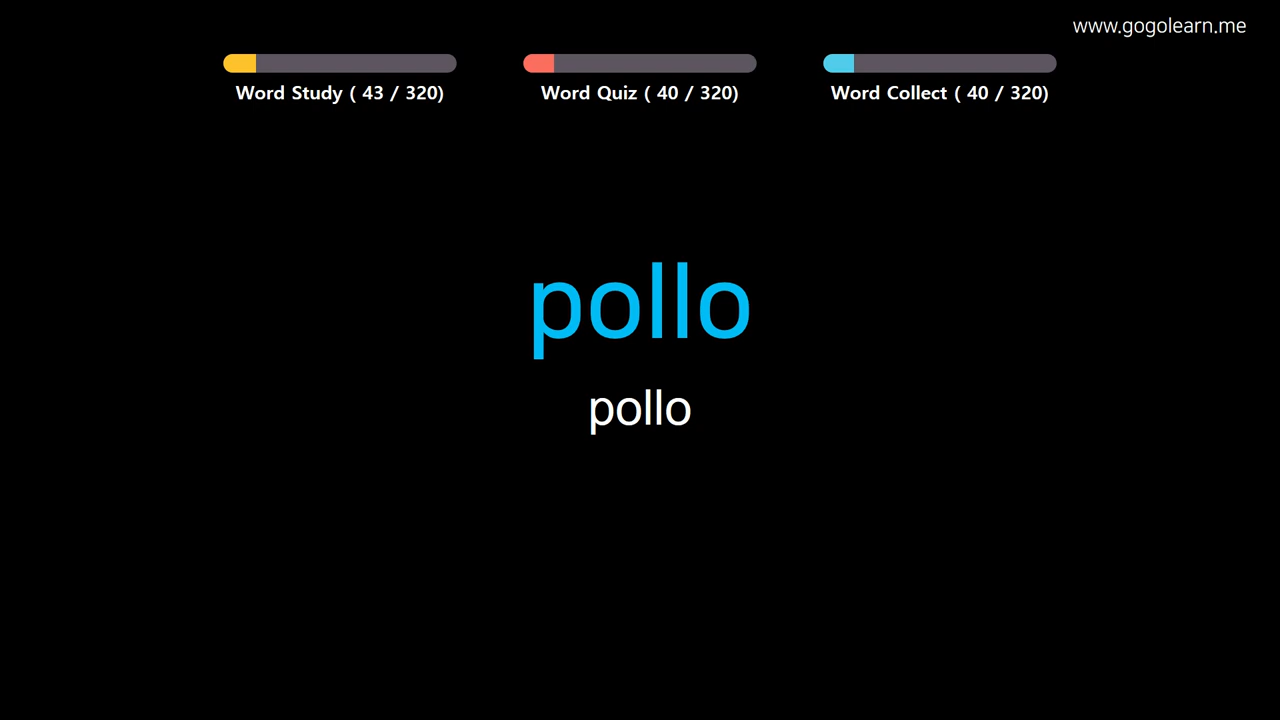 www.gogolearn.me
Word Study ( 43 / 320)
Word Quiz ( 40 / 320)
Word Collect ( 40 / 320)
pollo
pollo